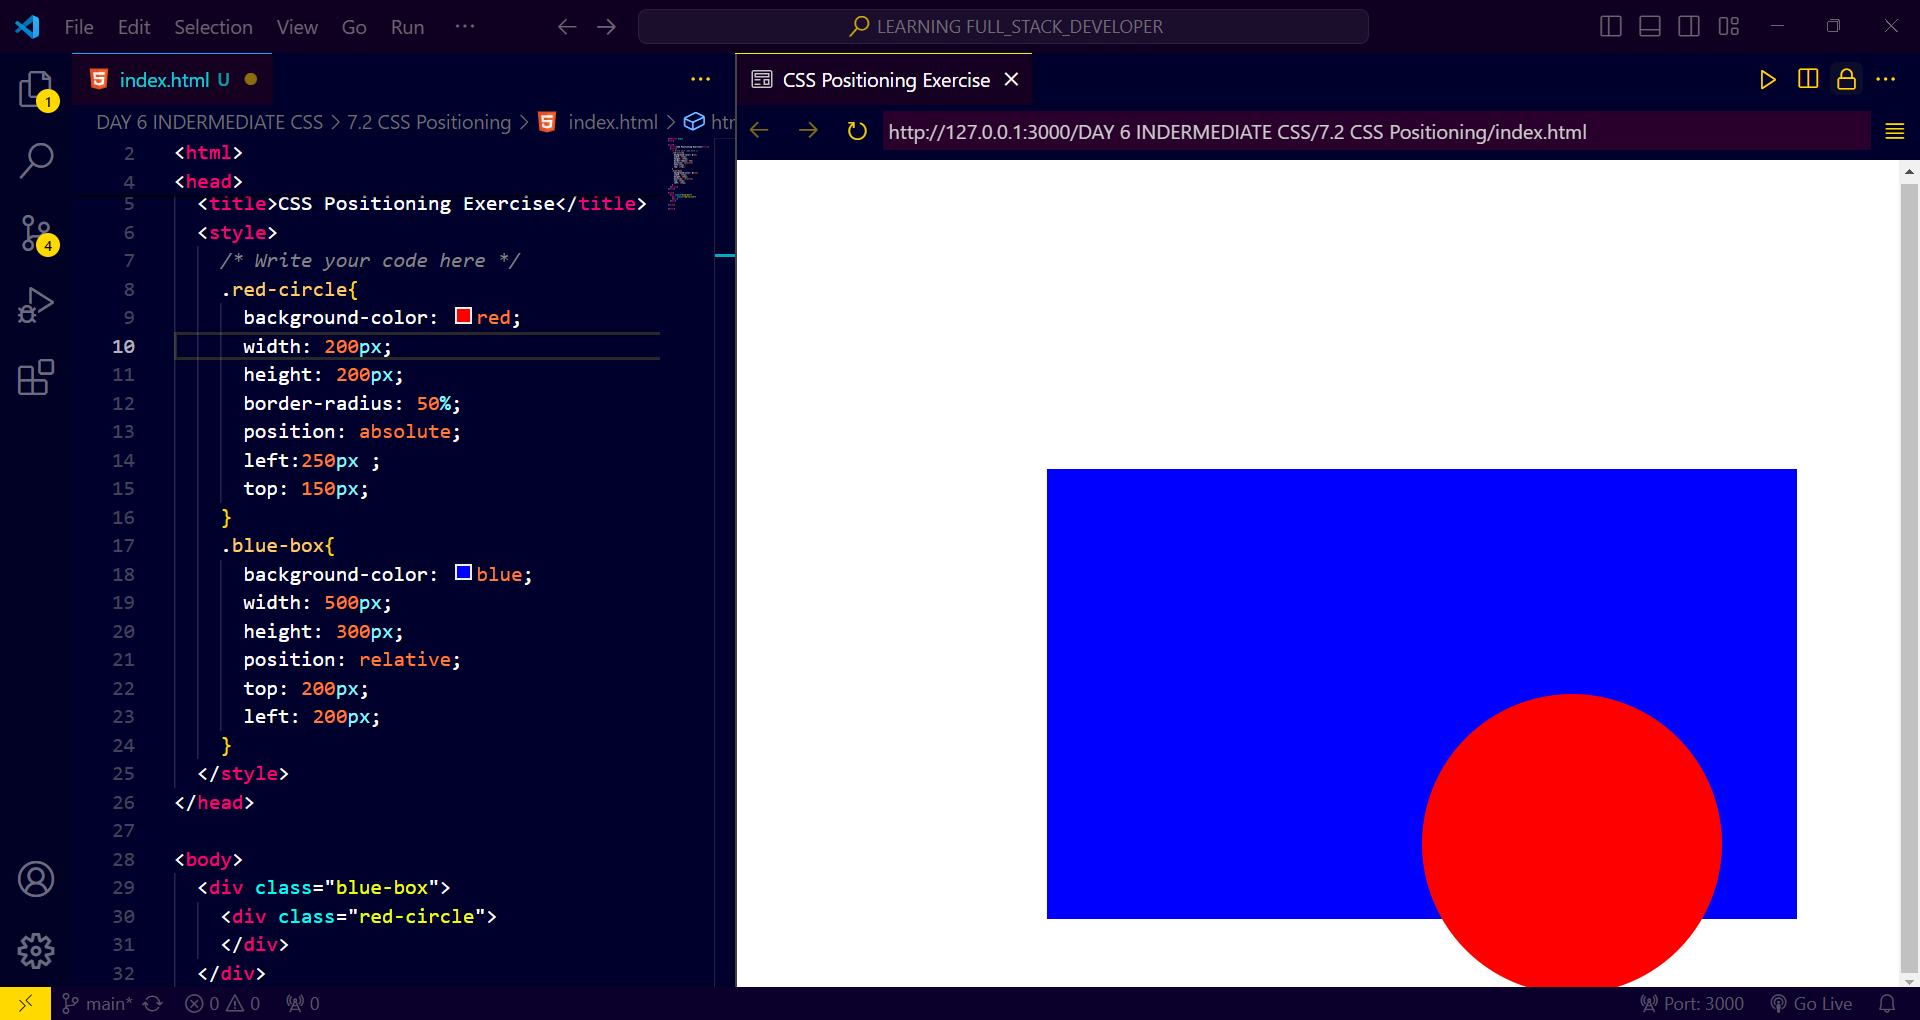 File Edit Selection View Go Run ··· LEARNING FULL_STACK_DEVELOPER
1
4
index.html U
DAY 6 INDERMEDIATE CSS > 7.2 CSS Positioning > index.html > htr
2 <html>
4 <head>
5 <title>CSS Positioning Exercise</title>
6 <style>
7 /* Write your code here */
8 .red-circle{
9 background-color: red;
10 width: 200px;
11 height: 200px;
12 border-radius: 50%;
13 position: absolute;
14 left:250px ;
15 top: 150px;
16 }
17 .blue-box{
18 background-color: blue;
19 width: 500px;
20 height: 300px;
21 position: relative;
22 top: 200px;
23 left: 200px;
24 }
25 </style>
26 </head>
27
28 <body>
29 <div class="blue-box">
30 <div class="red-circle">
31 </div>
32 </div>
CSS Positioning Exercise
http://127.0.0.1:3000/DAY 6 INDERMEDIATE CSS/7.2 CSS Positioning/index.html
main* 0 0 0 Port: 3000 Go Live